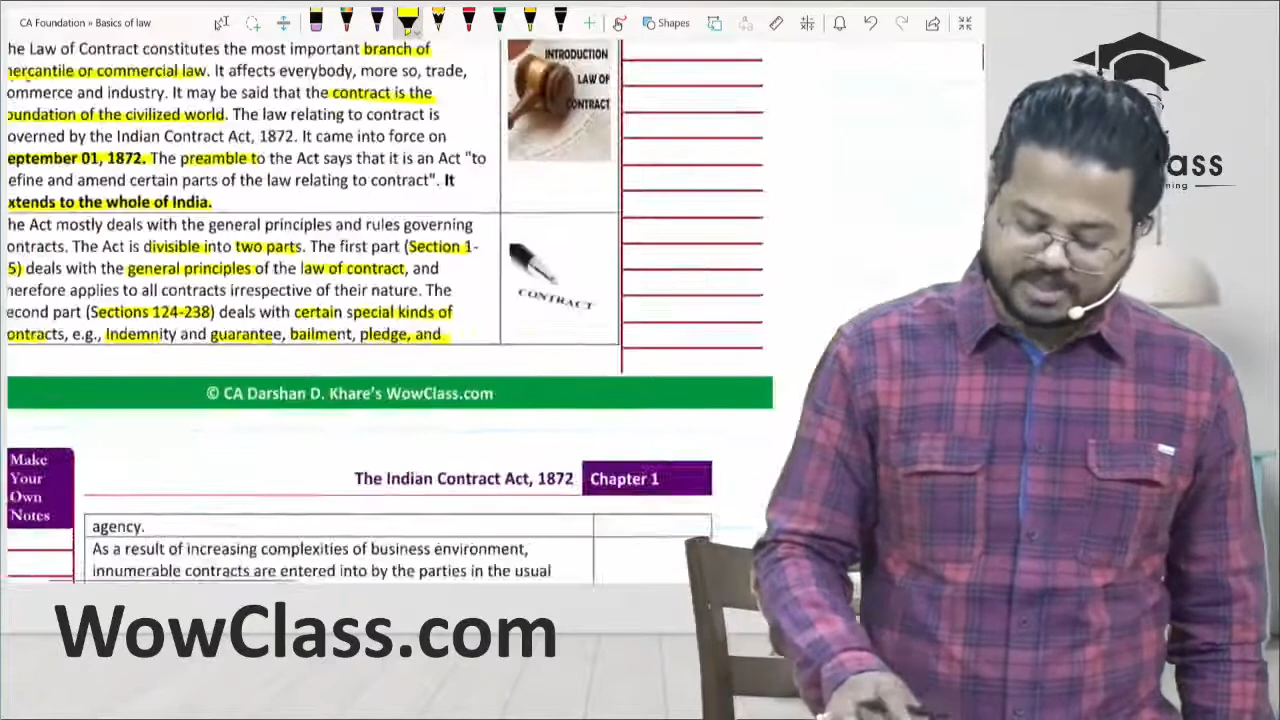 CA Foundation » Basics of law
Shapes
he Law of Contract constitutes the most important branch of
ercantile or commercial law. It affects everybody, more so, trade,
ommerce and industry. It may be said that the contract is the
oundation of the civilized world. The law relating to contract is
overned by the Indian Contract Act, 1872. It came into force on
eptember 01, 1872. The preamble to the Act says that it is an Act "to
efine and amend certain parts of the law relating to contract". It
xtends to the whole of India.
INTRODUCTION
LAW OF
CONTRACT
he Act mostly deals with the general principles and rules governing
ontracts. The Act is divisible into two parts. The first part (Section 1-
5) deals with the general principles of the law of contract, and
herefore applies to all contracts irrespective of their nature. The
econd part (Sections 124-238) deals with certain special kinds of
ontracts, e.g., Indemnity and guarantee, bailment, pledge, and
CONTRACT
© CA Darshan D. Khare's WowClass.com
Make
Your
Own
Notes
The Indian Contract Act, 1872 Chapter 1
agency.
As a result of increasing complexities of business environment,
innumerable contracts are entered into by the parties in the usual
WowClass.com
ass
ning